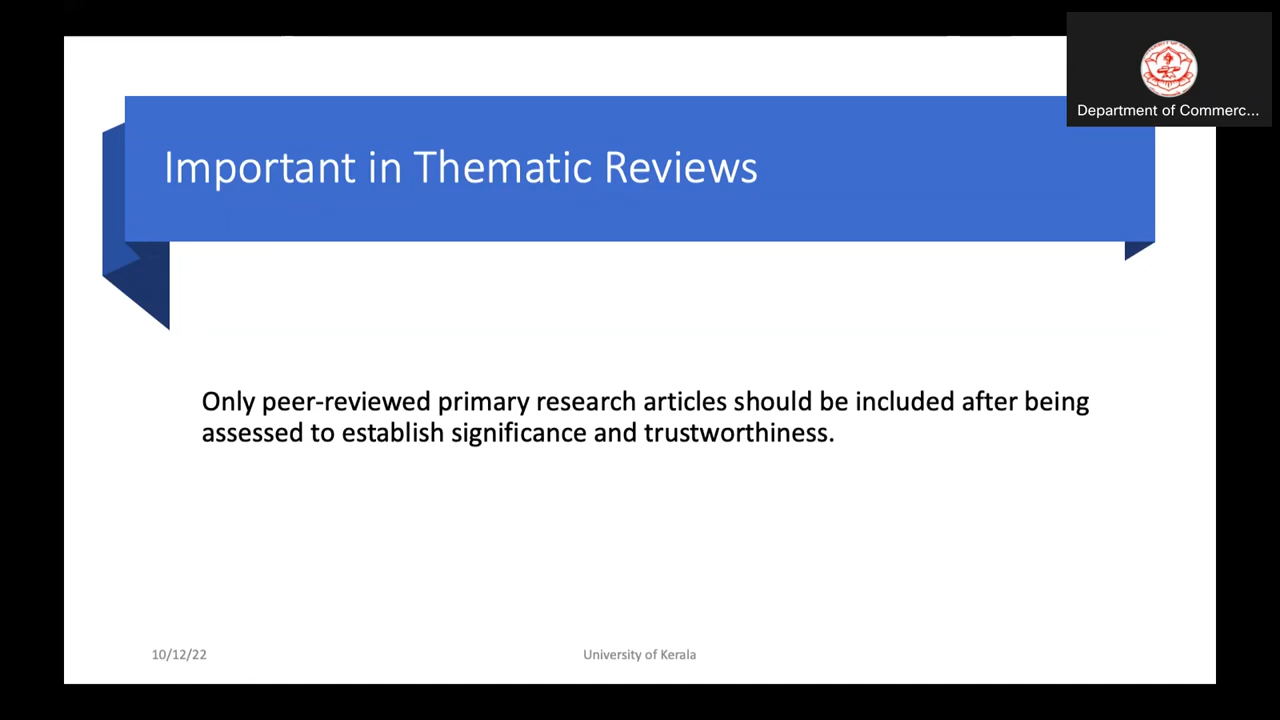 Department of Commerc...
Important in Thematic Reviews
Only peer-reviewed primary research articles should be included after being
assessed to establish significance and trustworthiness.
10/12/22
University of Kerala